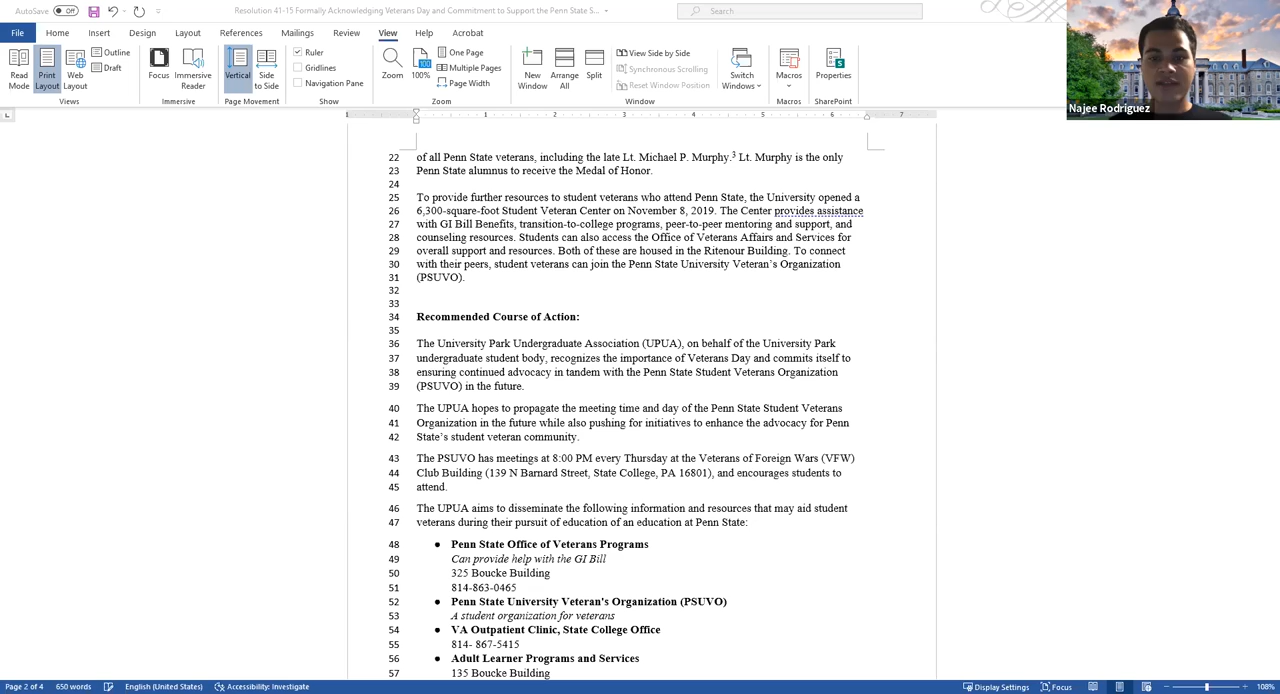 AutoSave Off Resolution 41-15 Formally Acknowledging Veterans Day and Commitment to Support the Penn State S... Search
File Home Insert Design Layout References Mailings Review View Help Acrobat
Read Mode Print Layout Web Layout Outline Draft Focus Immersive Reader Vertical Side to Side Ruler Gridlines Navigation Pane Zoom 100 100% One Page Multiple Pages Page Width New Window Arrange All Split View Side by Side Synchronous Scrolling Reset Window Position Switch Windows Macros Properties
Views Immersive Page Movement Show Zoom Window Macros SharePoint
Najee Rodriguez
1 1 2 3 4 5 6 7
22 of all Penn State veterans, including the late Lt. Michael P. Murphy.3 Lt. Murphy is the only
23 Penn State alumnus to receive the Medal of Honor.
24
25 To provide further resources to student veterans who attend Penn State, the University opened a
26 6,300-square-foot Student Veteran Center on November 8, 2019. The Center provides assistance
27 with GI Bill Benefits, transition-to-college programs, peer-to-peer mentoring and support, and
28 counseling resources. Students can also access the Office of Veterans Affairs and Services for
29 overall support and resources. Both of these are housed in the Ritenour Building. To connect
30 with their peers, student veterans can join the Penn State University Veteran's Organization
31 (PSUVO).
32
33
34 Recommended Course of Action:
35
36 The University Park Undergraduate Association (UPUA), on behalf of the University Park
37 undergraduate student body, recognizes the importance of Veterans Day and commits itself to
38 ensuring continued advocacy in tandem with the Penn State Student Veterans Organization
39 (PSUVO) in the future.
40 The UPUA hopes to propagate the meeting time and day of the Penn State Student Veterans
41 Organization in the future while also pushing for initiatives to enhance the advocacy for Penn
42 State's student veteran community.
43 The PSUVO has meetings at 8:00 PM every Thursday at the Veterans of Foreign Wars (VFW)
44 Club Building (139 N Barnard Street, State College, PA 16801), and encourages students to
45 attend.
46 The UPUA aims to disseminate the following information and resources that may aid student
47 veterans during their pursuit of education of an education at Penn State:
48 ● Penn State Office of Veterans Programs
49 Can provide help with the GI Bill
50 325 Boucke Building
51 814-863-0465
52 ● Penn State University Veteran's Organization (PSUVO)
53 A student organization for veterans
54 ● VA Outpatient Clinic, State College Office
55 814- 867-5415
56 ● Adult Learner Programs and Services
57 135 Boucke Building
Page 2 of 4 650 words English (United States) Accessibility: Investigate Display Settings Focus 108%